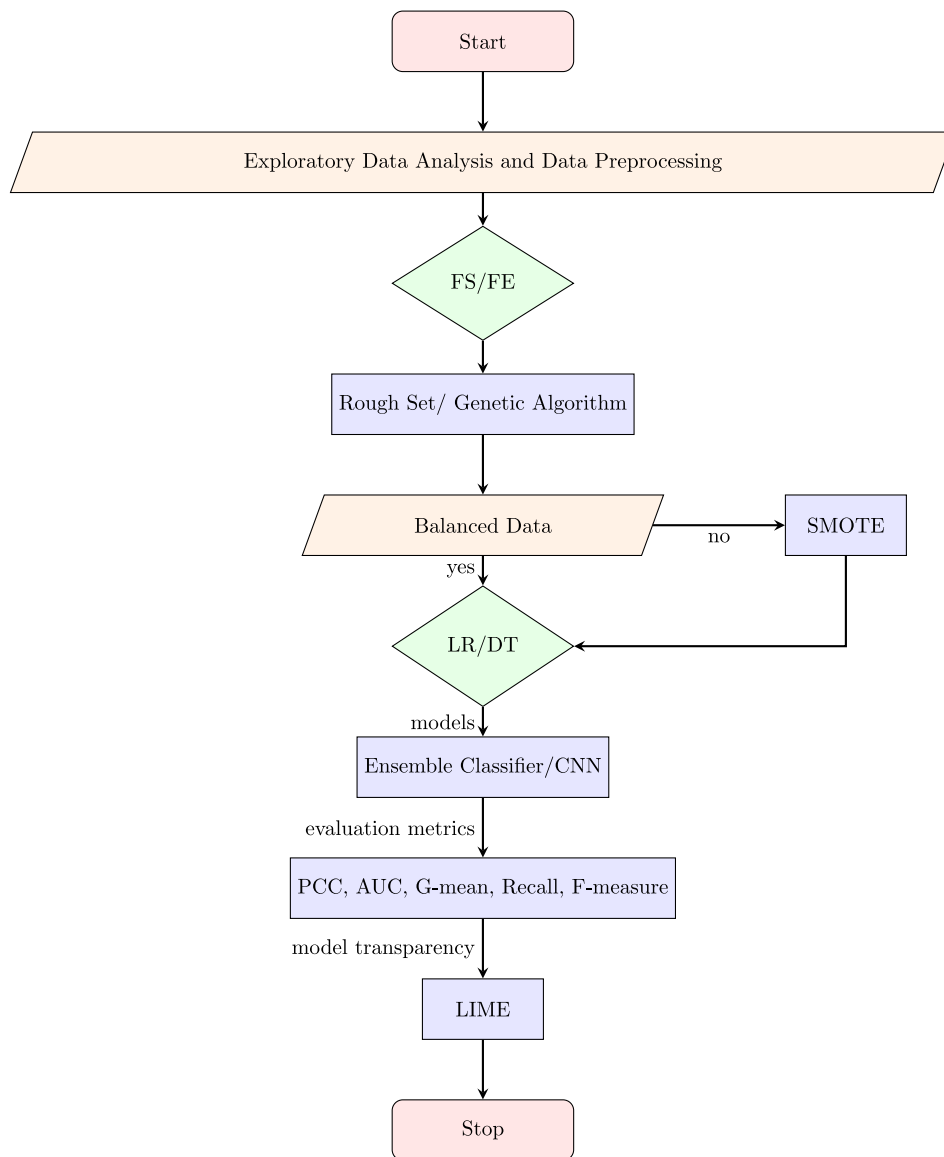 Start
Exploratory Data Analysis and Data Preprocessing
FS/FE
Rough Set/ Genetic Algorithm
Balanced Data
no
SMOTE
yes
LR/DT
models
Ensemble Classifier/CNN
evaluation metrics
PCC, AUC, G-mean, Recall, F-measure
model transparency
LIME
Stop